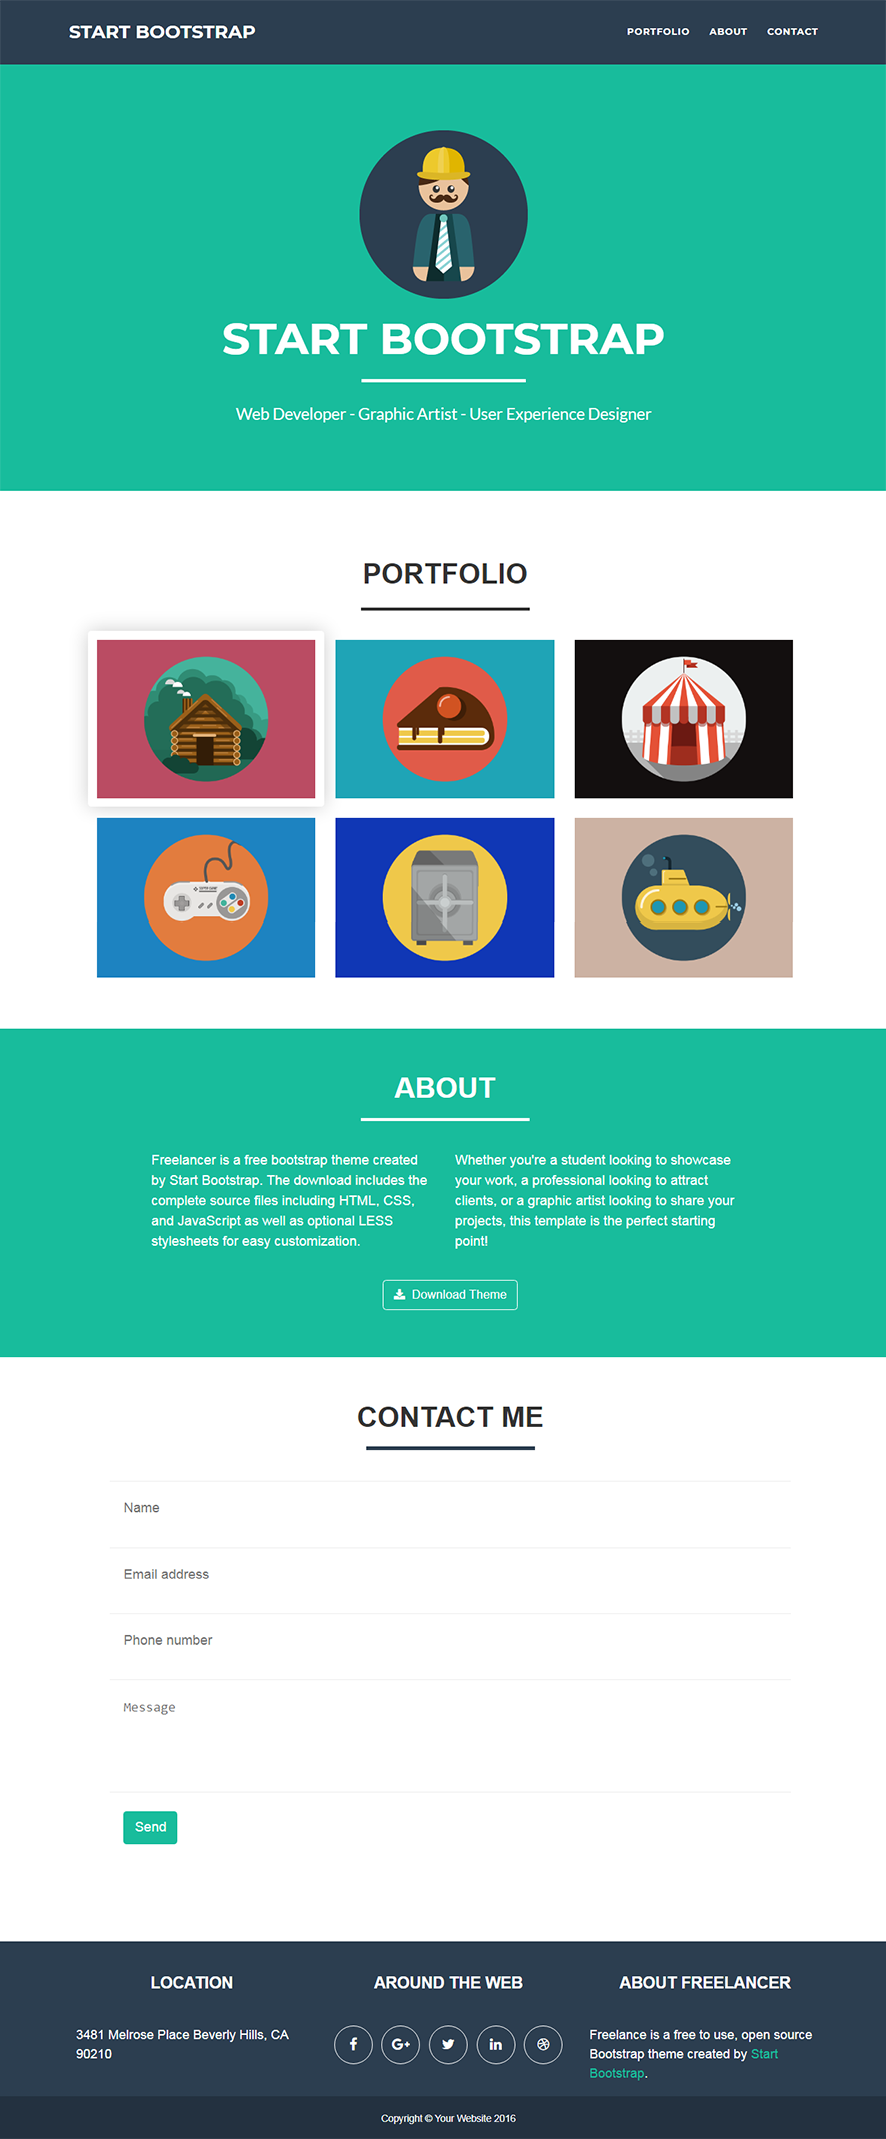 START BOOTSTRAP
PORTFOLIO ABOUT CONTACT
START BOOTSTRAP
Web Developer - Graphic Artist - User Experience Designer
PORTFOLIO
ABOUT
Freelancer is a free bootstrap theme created
by Start Bootstrap. The download includes the
complete source files including HTML, CSS,
and JavaScript as well as optional LESS
stylesheets for easy customization.
Whether you're a student looking to showcase
your work, a professional looking to attract
clients, or a graphic artist looking to share your
projects, this template is the perfect starting
point!
Download Theme
CONTACT ME
Name
Email address
Phone number
Message
Send
LOCATION
3481 Melrose Place Beverly Hills, CA
90210
AROUND THE WEB
ABOUT FREELANCER
Freelance is a free to use, open source
Bootstrap theme created by Start
Bootstrap.
Copyright © Your Website 2016